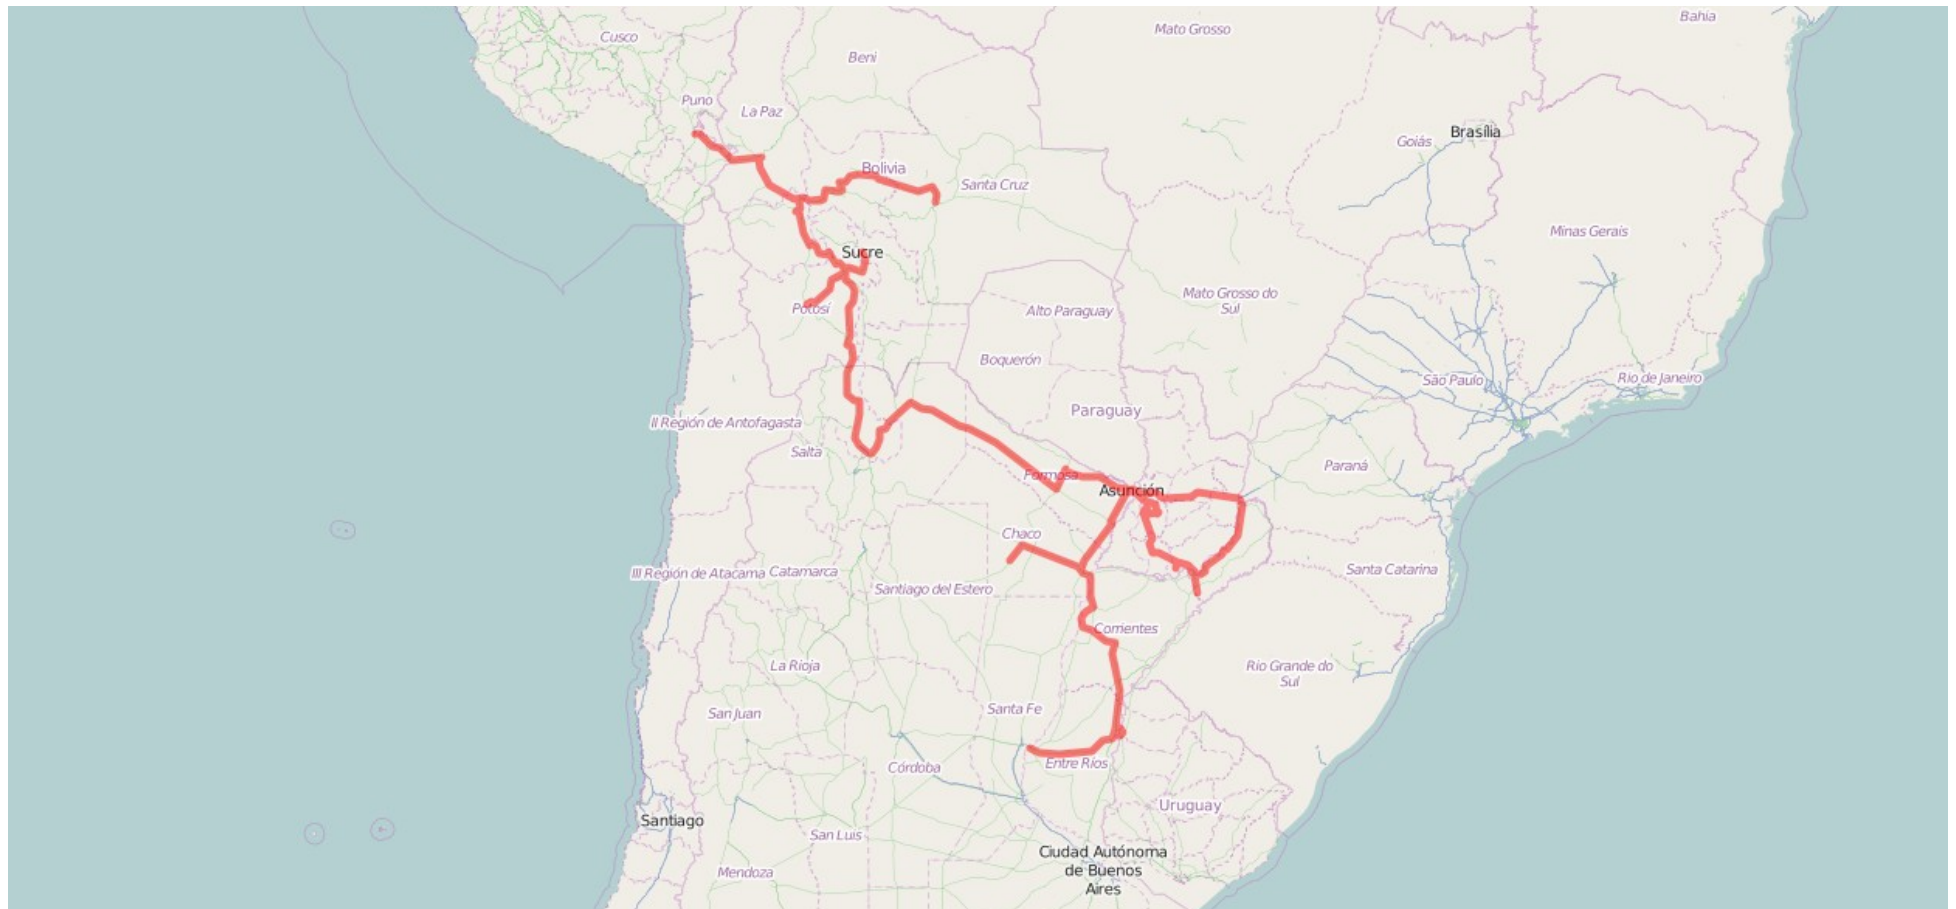 Bahia
Mato Grosso
Cusco
Beni
Puno
La Paz
Brasília
Goiás
Bolivia
Santa Cruz
Minas Gerais
Sucre
Mato Grosso do
Sul
Potosí
Alto Paraguay
Boquerón
São Paulo
Rio de Janeiro
Paraguay
II Región de Antofagasta
Salta
Paraná
Formosa
Asunción
Chaco
III Región de Atacama
Catamarca
Santa Catarina
Santiago del Estero
Corrientes
La Rioja
Rio Grande do
Sul
San Juan
Santa Fe
Entre Ríos
Córdoba
Uruguay
Santiago
San Luis
Ciudad Autónoma
de Buenos
Aires
Mendoza